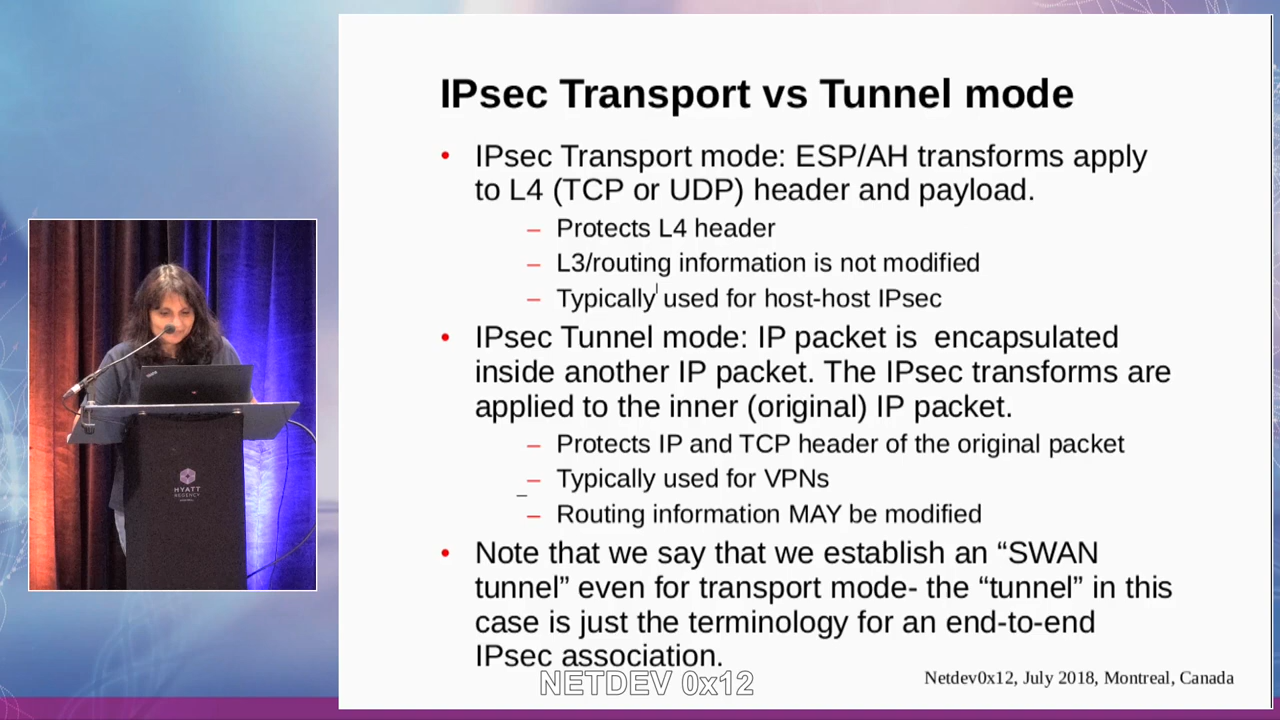 IPsec Transport vs Tunnel mode
• IPsec Transport mode: ESP/AH transforms apply
to L4 (TCP or UDP) header and payload.
– Protects L4 header
– L3/routing information is not modified
– Typically used for host-host IPsec
• IPsec Tunnel mode: IP packet is encapsulated
inside another IP packet. The IPsec transforms are
applied to the inner (original) IP packet.
– Protects IP and TCP header of the original packet
– Typically used for VPNs
– Routing information MAY be modified
• Note that we say that we establish an “SWAN
tunnel” even for transport mode- the “tunnel” in this
case is just the terminology for an end-to-end
IPsec association.
NETDEV 0x12
Netdev0x12, July 2018, Montreal, Canada
HYATT
REGENCY